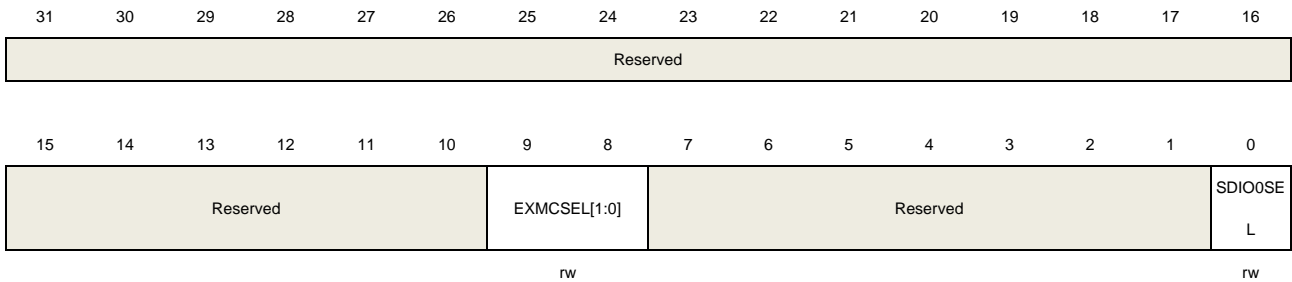 31 30 29 28 27 26 25 24 23 22 21 20 19 18 17 16
Reserved
15 14 13 12 11 10 9 8 7 6 5 4 3 2 1 0
Reserved EXMCSEL[1:0] Reserved SDIO0SE
L
rw rw